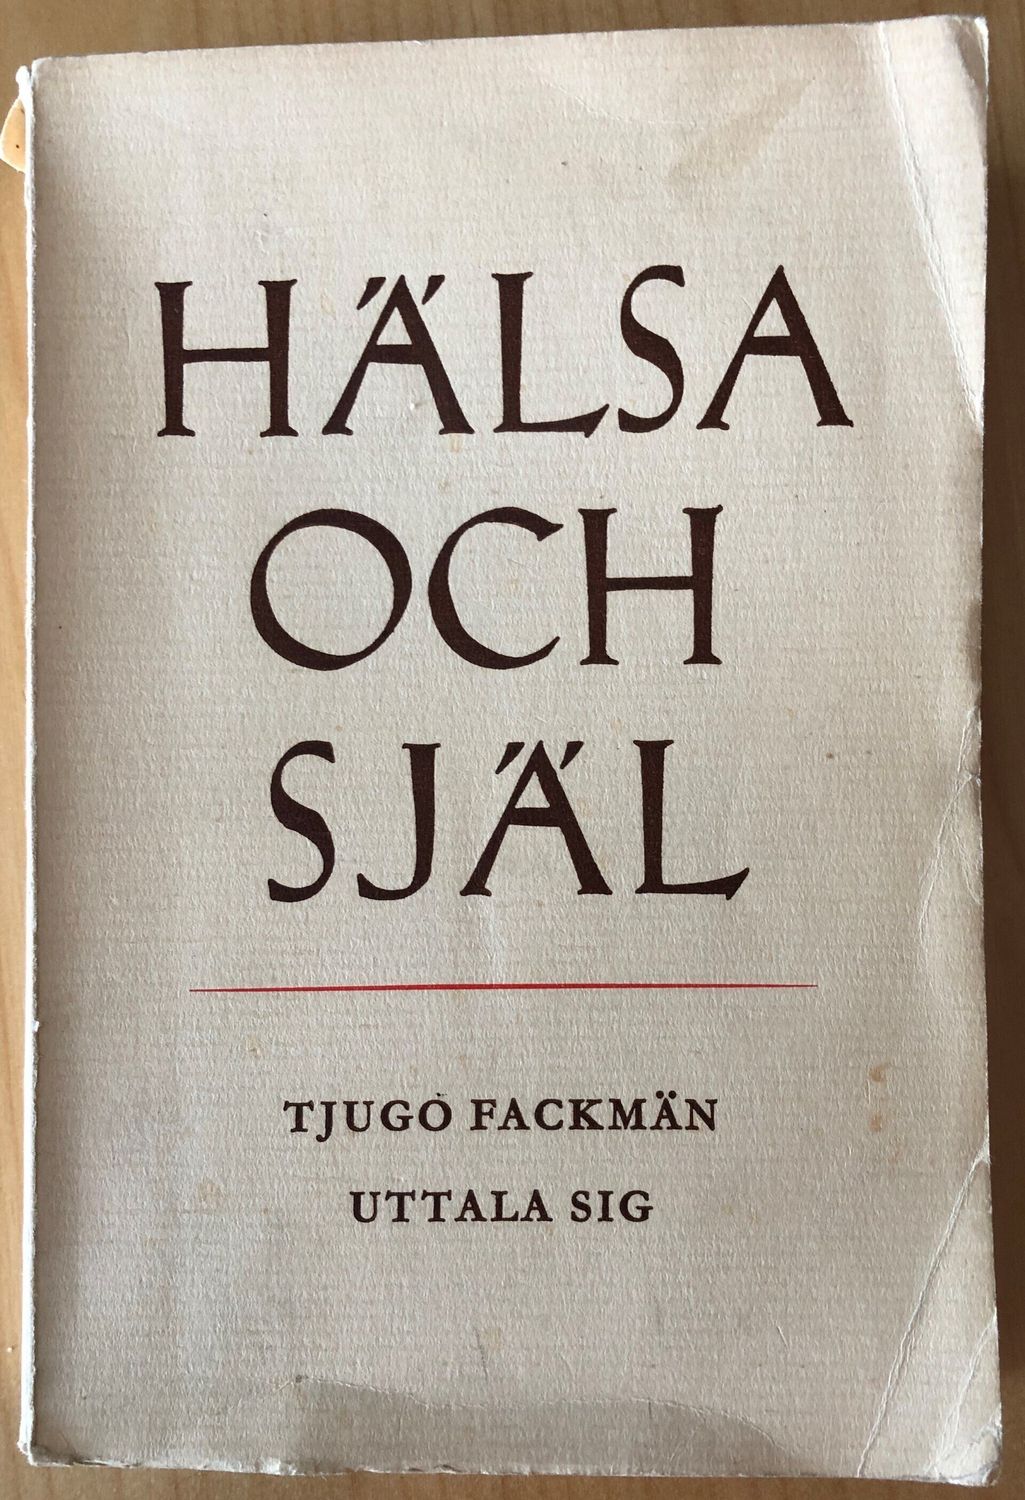 HÄLSA
OCH
SJÄL
TJUGO FACKMÄN
UTTALA SIG